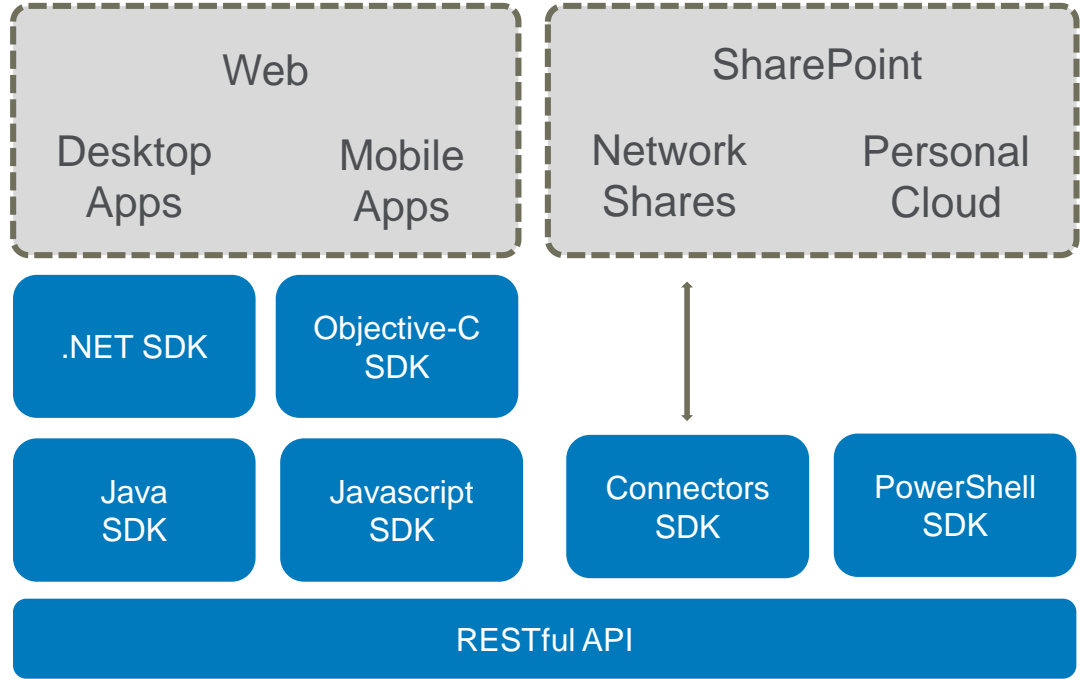 Web
Desktop
Apps
Mobile
Apps
SharePoint
Network
Shares
Personal
Cloud
.NET SDK
Objective-C
SDK
Java
SDK
Javascript
SDK
Connectors
SDK
PowerShell
SDK
RESTful API